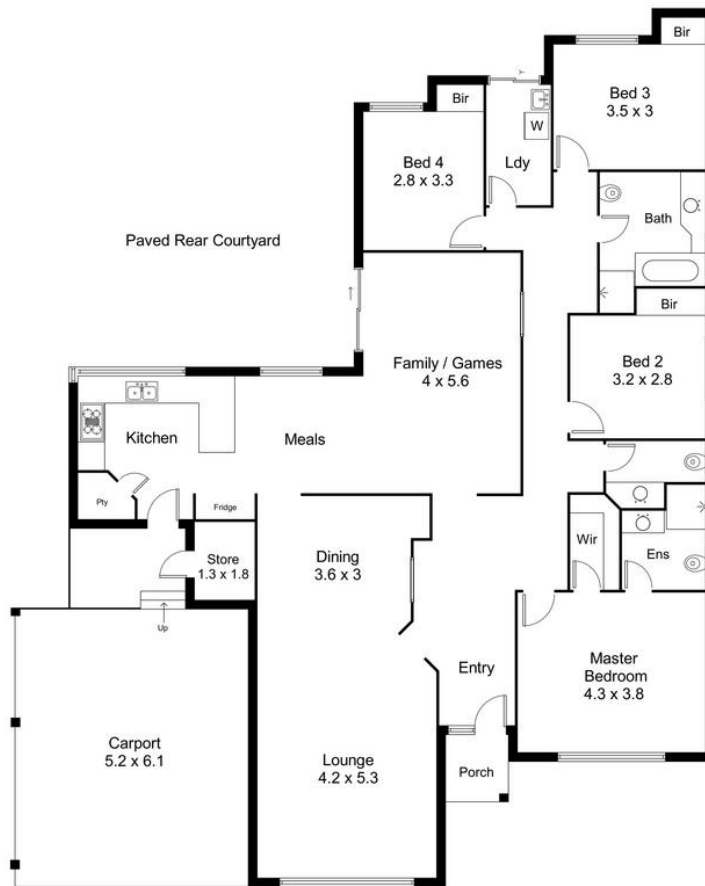 Bir
Bed 3
3.5 x 3
Bir
W
Bed 4
2.8 x 3.3
Ldy
Bath
Paved Rear Courtyard
Bir
Family / Games
4 x 5.6
Bed 2
3.2 x 2.8
Kitchen
Meals
Pty
Fridge
Store
1.3 x 1.8
Dining
3.6 x 3
Wir
Ens
Up
Entry
Master
Bedroom
4.3 x 3.8
Carport
5.2 x 6.1
Lounge
4.2 x 5.3
Porch